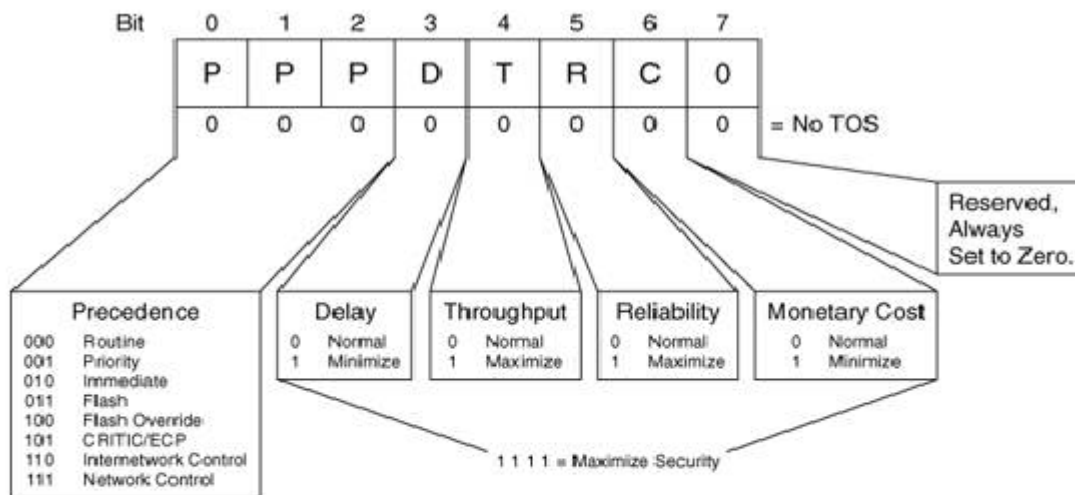 Bit 0 1 2 3 4 5 6 7
P P P D T R C 0
0 0 0 0 0 0 0 0 = No TOS
Reserved,
Always
Set to Zero.
Precedence
000 Routine
001 Priority
010 Immediate
011 Flash
100 Flash Override
101 CRITIC/ECP
110 Internetwork Control
111 Network Control
Delay
0 Normal
1 Minimize
Throughput
0 Normal
1 Maximize
Reliability
0 Normal
1 Maximize
Monetary Cost
0 Normal
1 Minimize
1 1 1 1 = Maximize Security